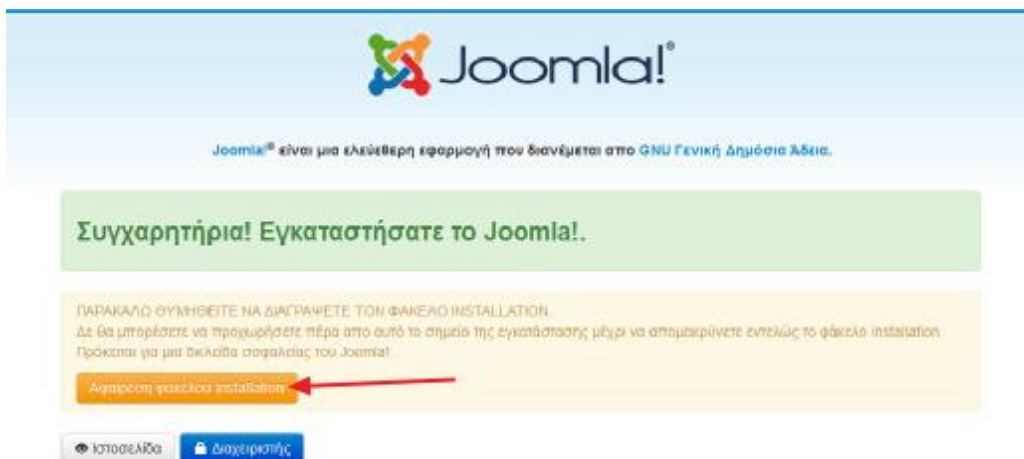 Joomla!®
Joomla!® είναι μια ελεύθερη εφαρμογή που διανέμεται απο GNU Γενική Δημόσια Άδεια.
Συγχαρητήρια! Εγκαταστήσατε το Joomla!.
ΠΑΡΑΚΑΛΩ ΘΥΜΗΘΕΙΤΕ ΝΑ ΔΙΑΓΡΑΨΕΤΕ ΤΟΝ ΦΑΚΕΛΟ INSTALLATION.
Δε θα μπορέσετε να προχωρήσετε πέρα απο αυτό το σημείο της εγκατάστασης μέχρι να απομακρύνετε εντελώς το φάκελο installation.
Πρόκειται για μια δικλείδα ασφαλείας του Joomla!.
Αφαίρεση φακέλου installation
Ιστοσελίδα Διαχειριστής